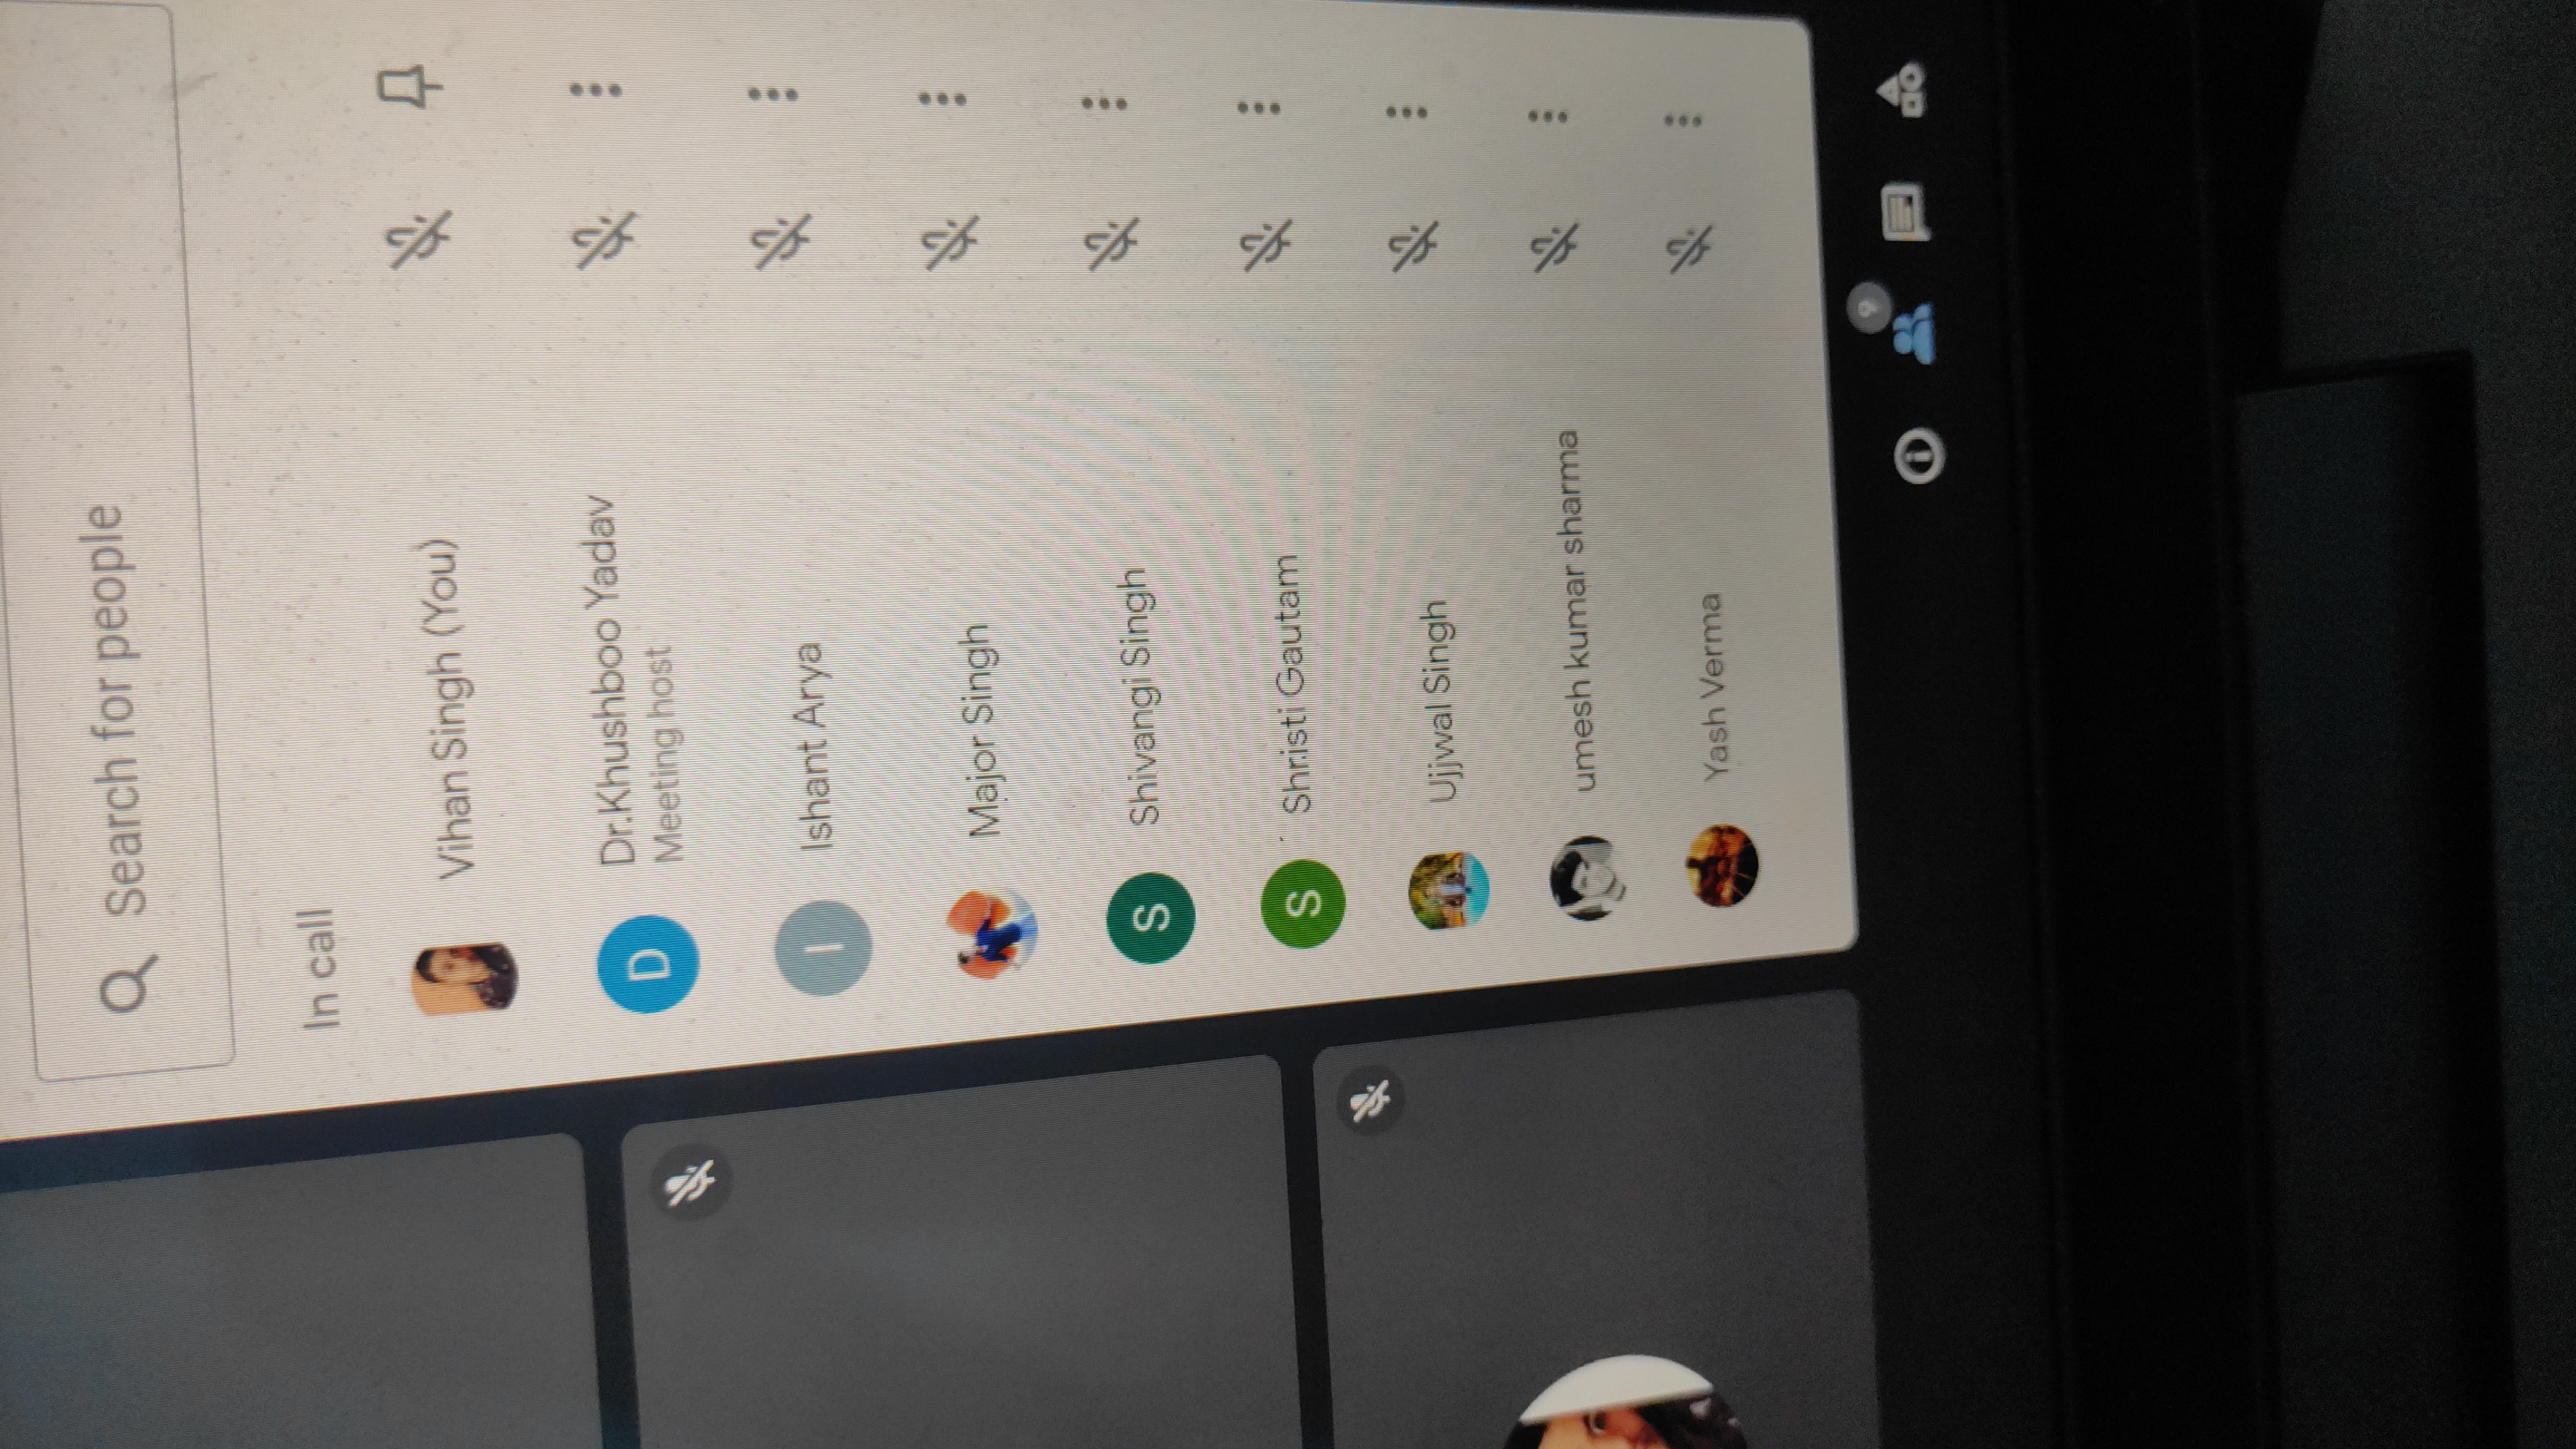 Search for people
In call
Vihan Singh (You)
D
Dr.Khushboo Yadav
Meeting host
I
Ishant Arya
Major Singh
S
Shivangi Singh
S
Shristi Gautam
Ujjwal Singh
umesh kumar sharma
Yash Verma
9